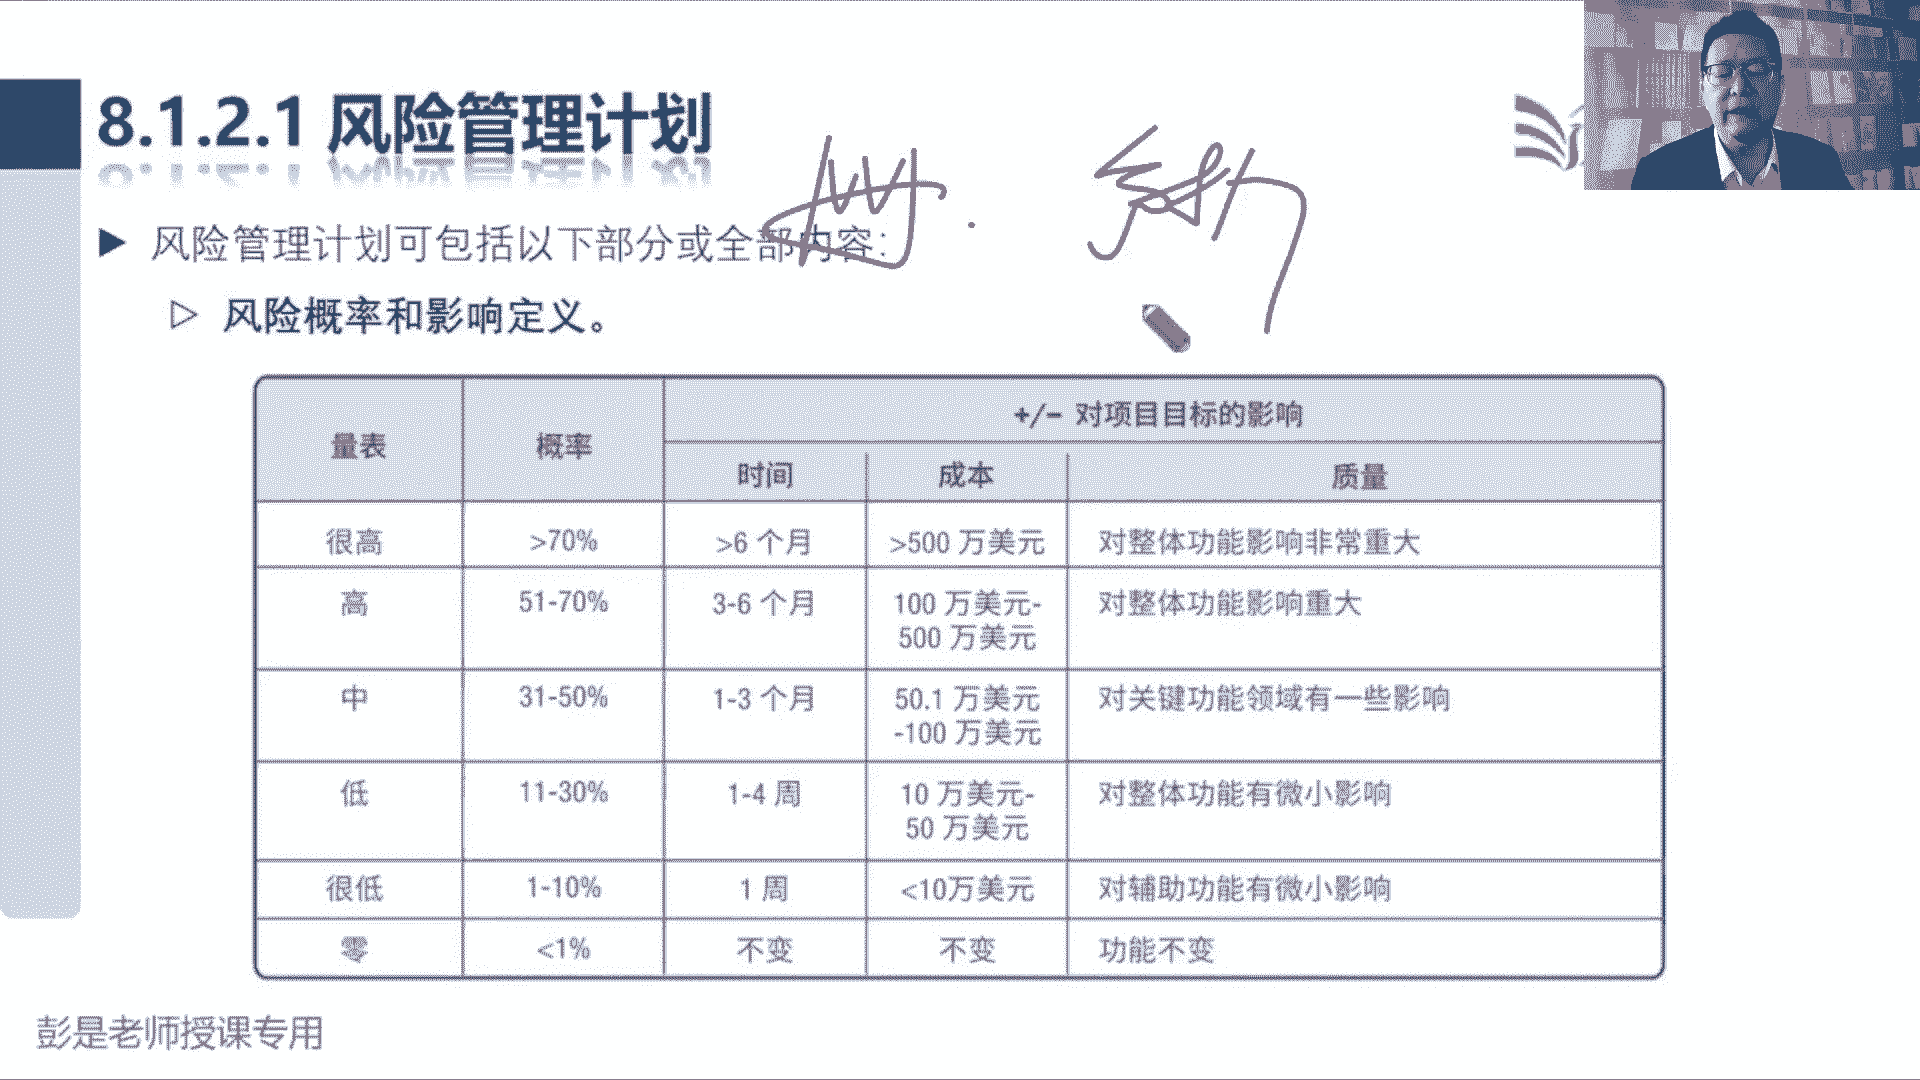 8.1.2.1 风险管理计划
风险管理计划可包括以下部分或全部内容：
风险概率和影响定义。
量表 概率 +/- 对项目目标的影响
时间 成本 质量
很高 >70% >6 个月 >500 万美元 对整体功能影响非常重大
高 51-70% 3-6 个月 100 万美元-
500 万美元 对整体功能影响重大
中 31-50% 1-3 个月 50.1 万美元
-100 万美元 对关键功能领域有一些影响
低 11-30% 1-4 周 10 万美元-
50 万美元 对整体功能有微小影响
很低 1-10% 1 周 <10万美元 对辅助功能有微小影响
零 <1% 不变 不变 功能不变
彭是老师授课专用